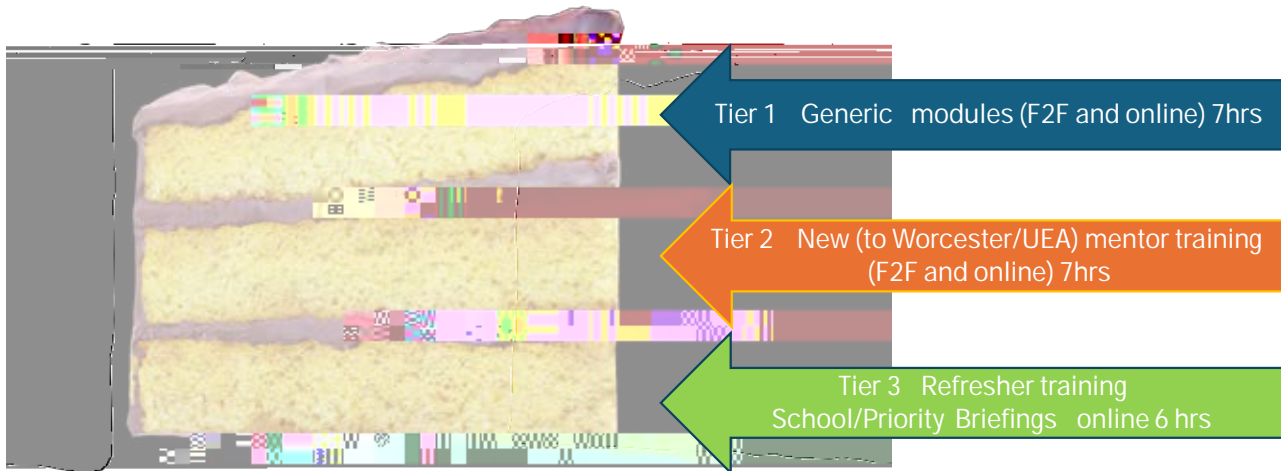 Tier 1 Generic modules (F2F and online) 7hrs
Tier 2 New (to Worcester/UEA) mentor training
(F2F and online) 7hrs
Tier 3 Refresher training
School/Priority Briefings online 6 hrs